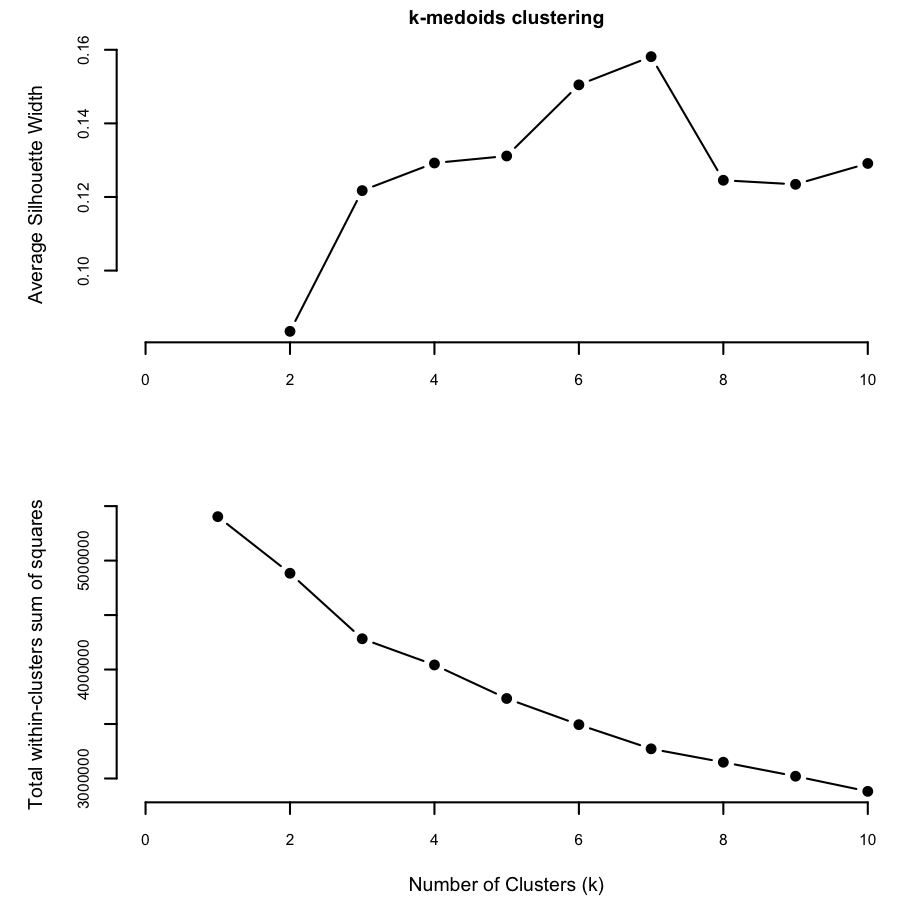 k-medoids clustering
Average Silhouette Width
0.16
0.14
0.12
0.10
0 2 4 6 8 10
Total within-clusters sum of squares
5000000
4000000
3000000
0 2 4 6 8 10
Number of Clusters (k)